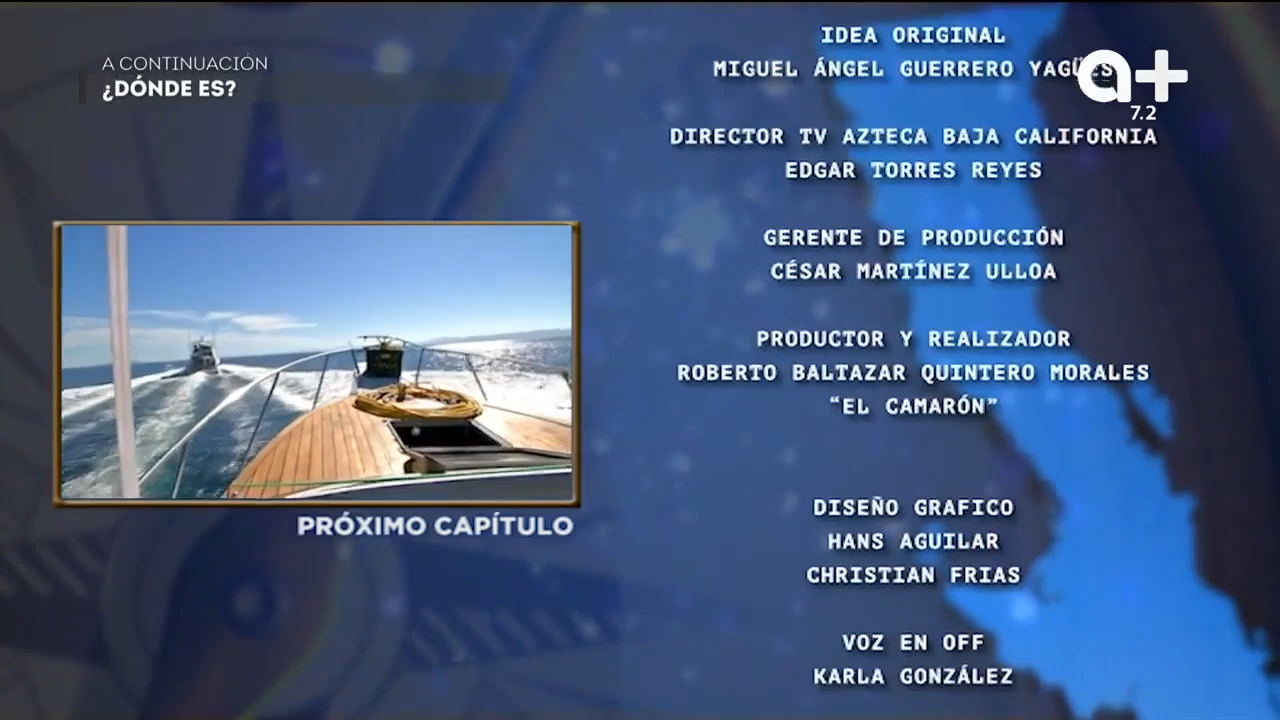 A CONTINUACIÓN
¿DÓNDE ES?
IDEA ORIGINAL
MIGUEL ÁNGEL GUERRERO YAGÜES
a+
7.2
DIRECTOR TV AZTECA BAJA CALIFORNIA
EDGAR TORRES REYES
GERENTE DE PRODUCCIÓN
CÉSAR MARTÍNEZ ULLOA
PRODUCTOR Y REALIZADOR
ROBERTO BALTAZAR QUINTERO MORALES
“EL CAMARÓN”
PRÓXIMO CAPÍTULO
DISEÑO GRAFICO
HANS AGUILAR
CHRISTIAN FRIAS
VOZ EN OFF
KARLA GONZÁLEZ